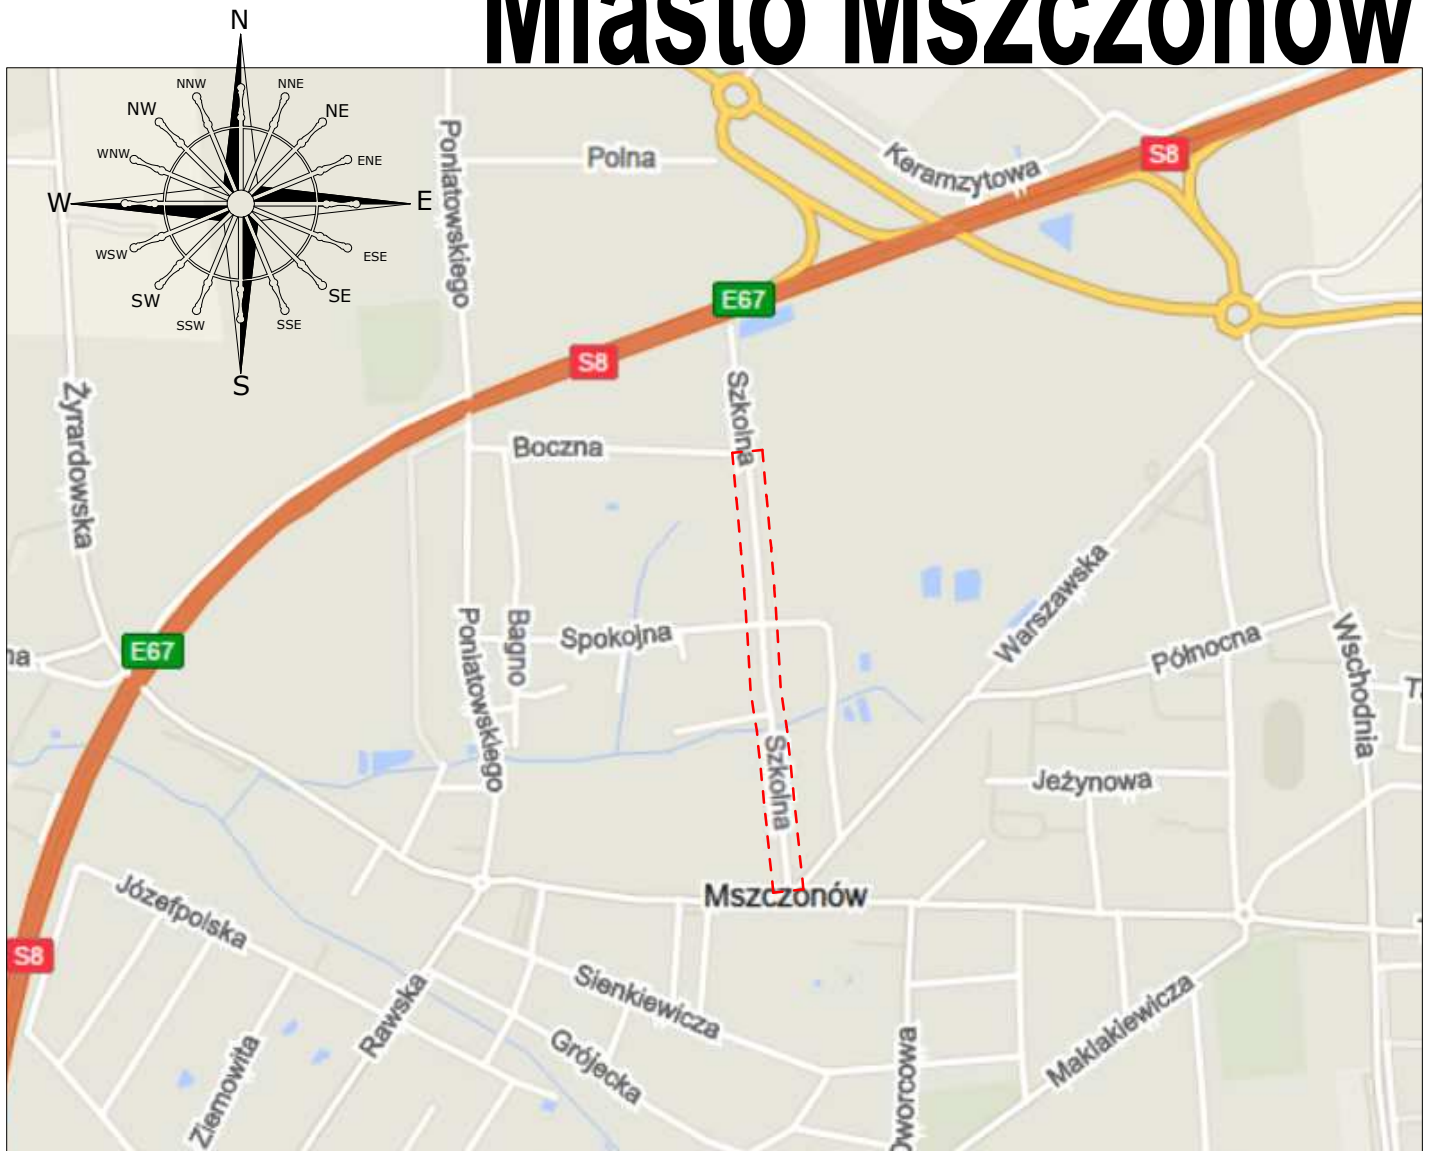 Miasto Mszczonów
N
NNW
NNE
NW
NE
WNW
ENE
W
E
WSW
ESE
SW
SE
SSW
SSE
S
Poniatowskiego
Polna
Keramzytowa
S8
E67
S8
Szkolna
Żyrardowska
Boczna
Warszawska
Poniatowskiego
Bagno
Spokojna
Północna
Wschodnia
E67
Szkolna
Jeżynowa
Mszczonów
Józefpolska
S8
Rawska
Sienkiewicza
Grójecka
Ziemowita
Dworcowa
Maklakiewicza